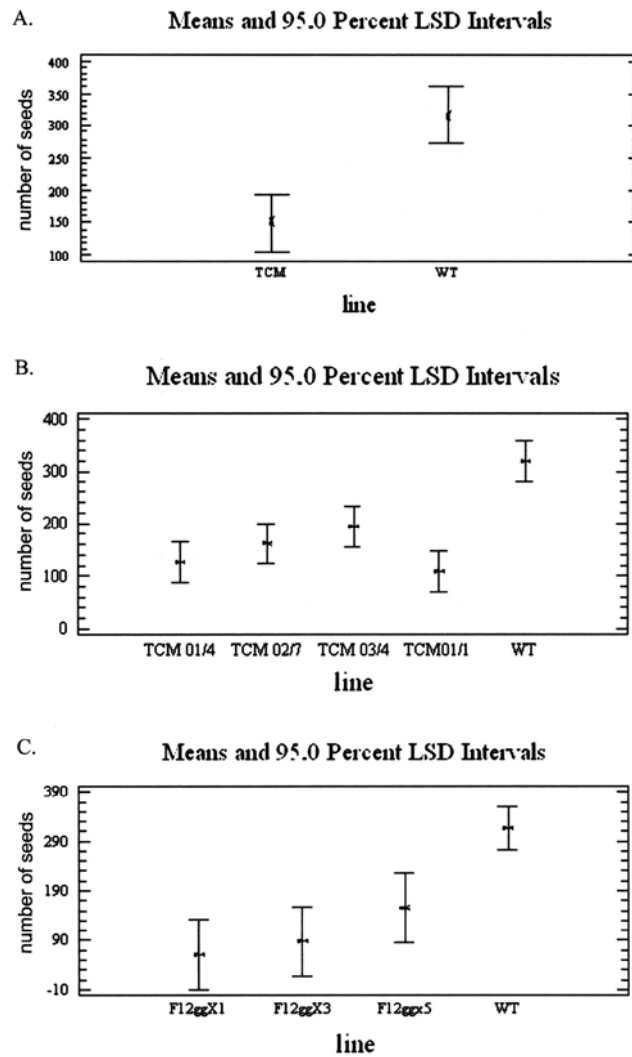 A.
Means and 95.0 Percent LSD Intervals
number of seeds
400
350
300
250
200
150
100
TCM WT
line
B.
Means and 95.0 Percent LSD Intervals
number of seeds
400
300
200
100
0
TCM 01/4 TCM 02/7 TCM 03/4 TCM01/1 WT
line
C.
Means and 95.0 Percent LSD Intervals
number of seeds
390
290
190
90
-10
F12ggX1 F12ggX3 F12ggx5 WT
line